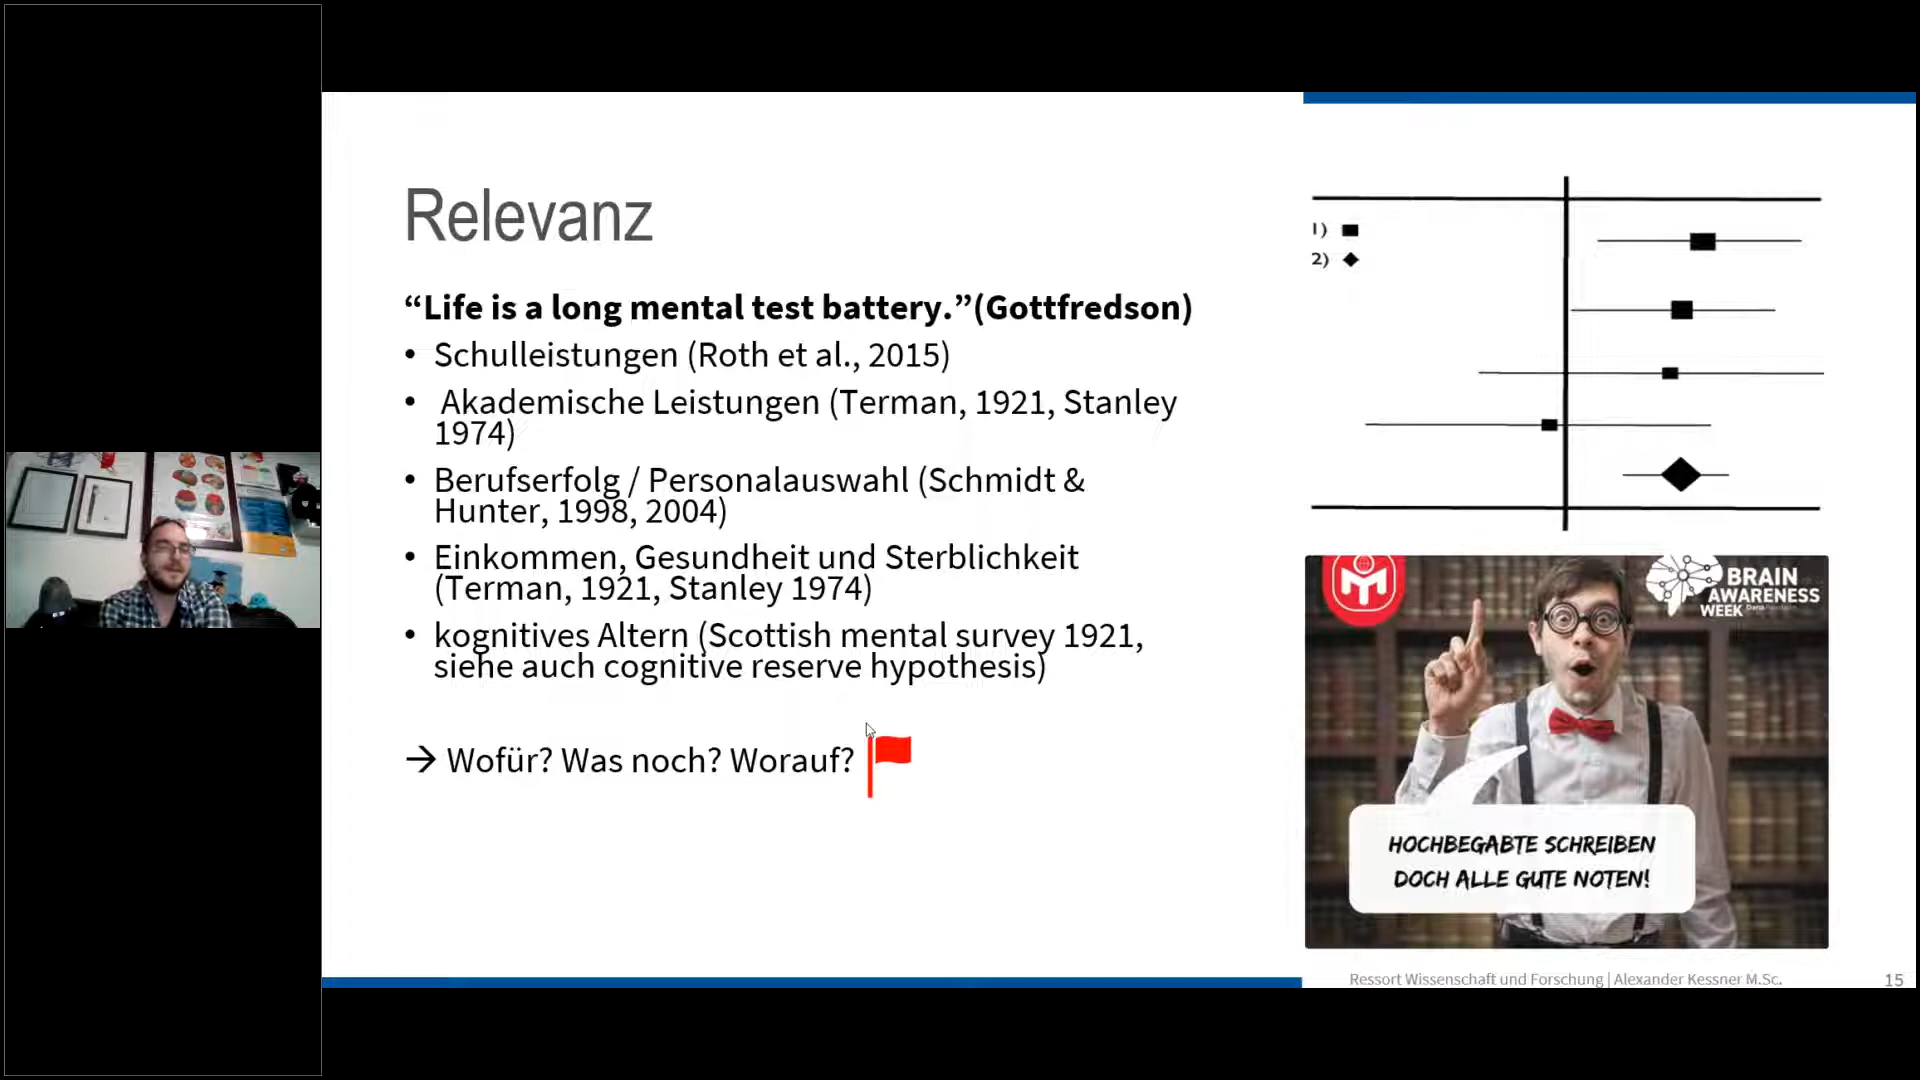 Relevanz
“Life is a long mental test battery.”(Gottfredson)
• Schulleistungen (Roth et al., 2015)
• Akademische Leistungen (Terman, 1921, Stanley
1974)
• Berufserfolg / Personalauswahl (Schmidt &
Hunter, 1998, 2004)
• Einkommen, Gesundheit und Sterblichkeit
(Terman, 1921, Stanley 1974)
• kognitives Altern (Scottish mental survey 1921,
siehe auch cognitive reserve hypothesis)
→ Wofür? Was noch? Worauf?
1)
2)
BRAIN
AWARENESS
WEEK
HOCHBEGABTE SCHREIBEN
DOCH ALLE GUTE NOTEN!
Ressort Wissenschaft und Forschung | Alexander Kessner M.Sc.
15